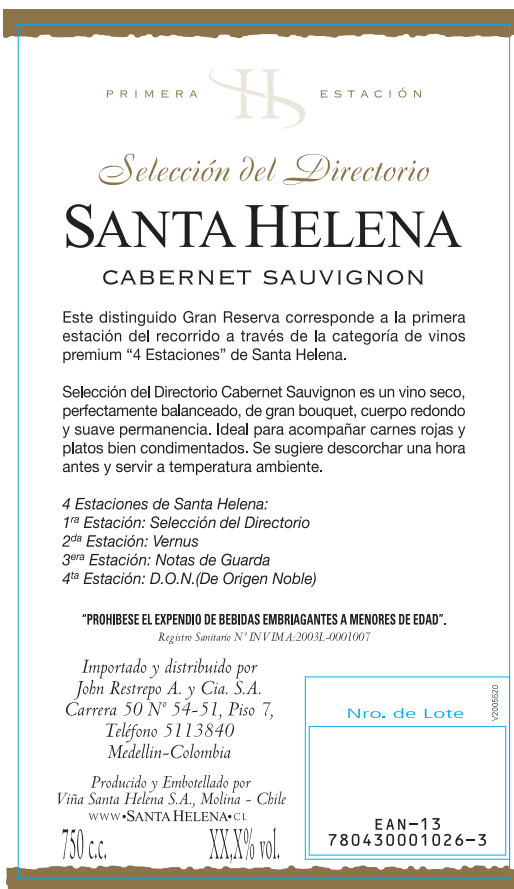 PRIMERA ESTACIÓN
Selección del Directorio
SANTA HELENA
CABERNET SAUVIGNON
Este distinguido Gran Reserva corresponde a la primera
estación del recorrido a través de la categoría de vinos
premium “4 Estaciones” de Santa Helena.
Selección del Directorio Cabernet Sauvignon es un vino seco,
perfectamente balanceado, de gran bouquet, cuerpo redondo
y suave permanencia. Ideal para acompañar carnes rojas y
platos bien condimentados. Se sugiere descorchar una hora
antes y servir a temperatura ambiente.
4 Estaciones de Santa Helena:
1ra Estación: Selección del Directorio
2da Estación: Vernus
3era Estación: Notas de Guarda
4ta Estación: D.O.N.(De Origen Noble)
“PROHIBESE EL EXPENDIO DE BEBIDAS EMBRIAGANTES A MENORES DE EDAD”.
Registro Sanitario Nº INVIMA:2003L-0001007
Importado y distribuido por
John Restrepo A. y Cia. S.A.
Carrera 50 Nº 54-51, Piso 7,
Teléfono 5113840
Medellin-Colombia
Producido y Embotellado por
Viña Santa Helena S.A., Molina - Chile
WWW•SANTA HELENA•CL
750 c.c. XX,X% vol.
Nro. de Lote
V2005520
EAN-13
780430001026-3